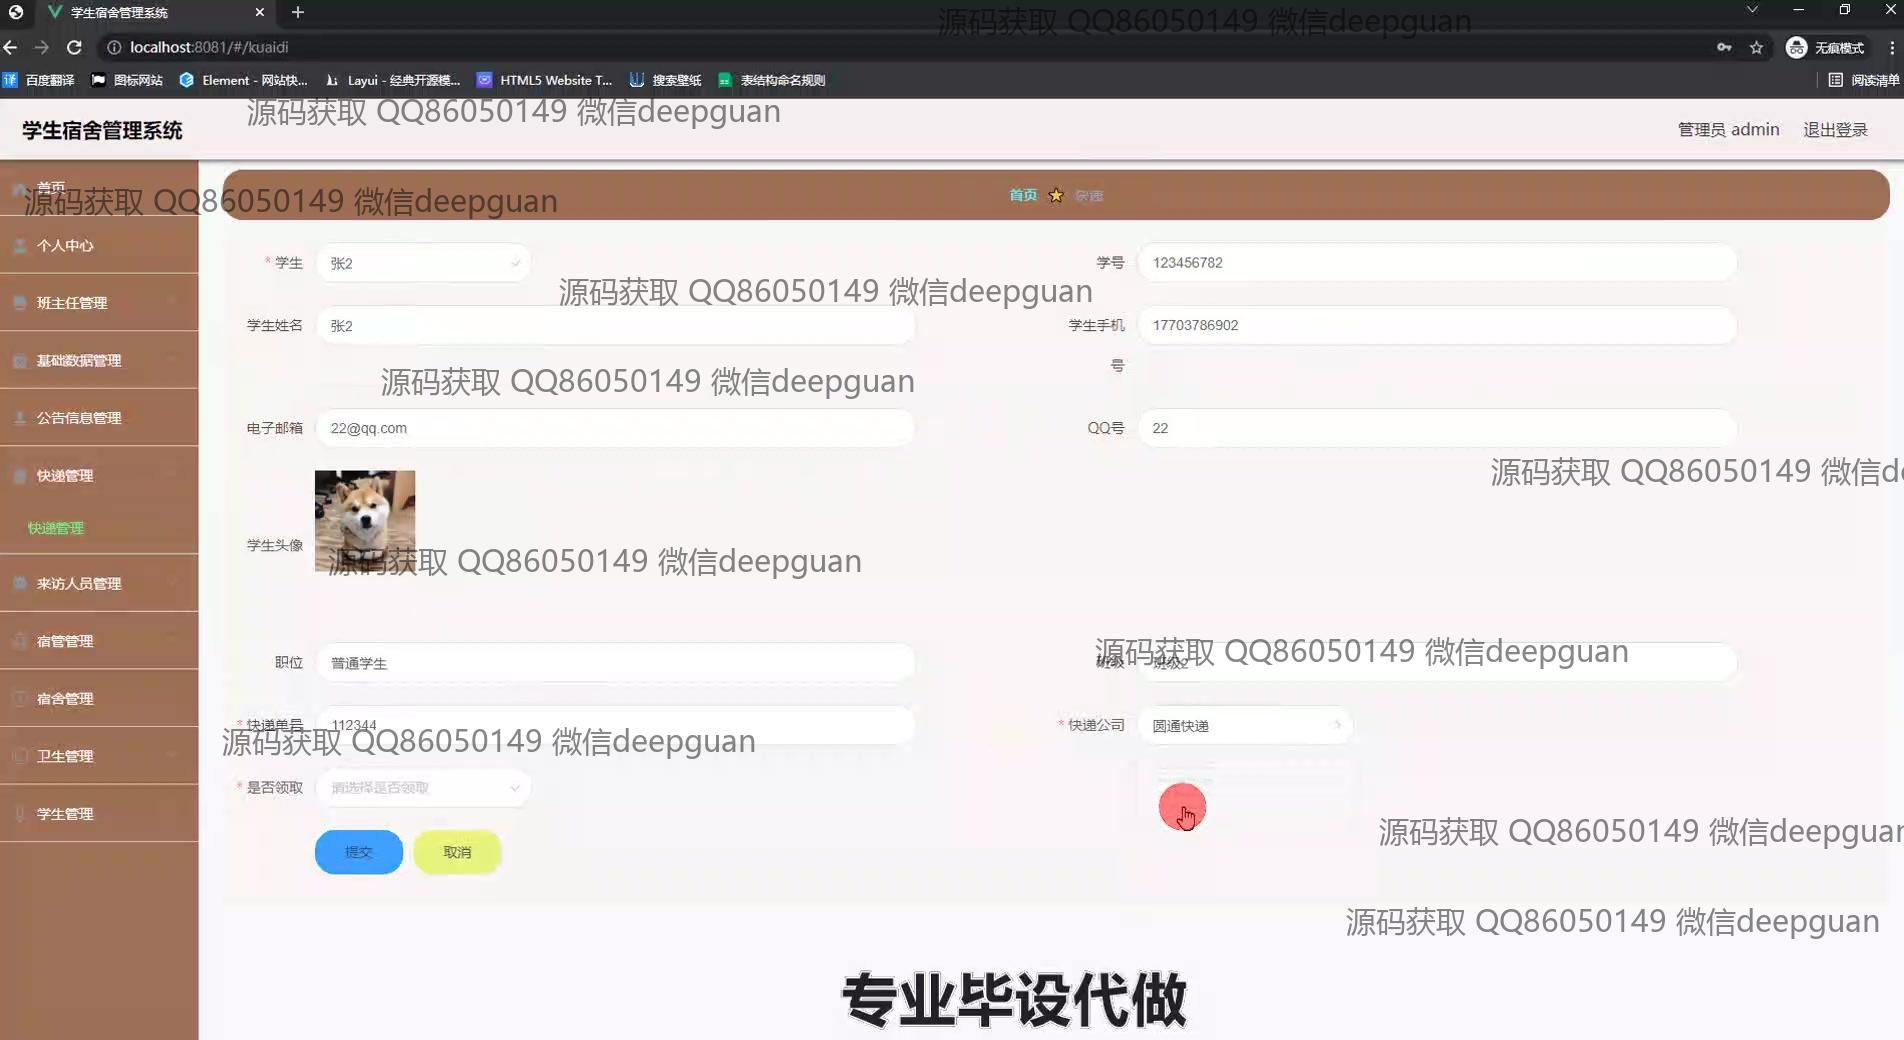 学生宿舍管理系统
源码获取 QQ86050149 微信deepguan
localhost:8081/#/kuaidi
无痕模式
百度翻译 图标网站 Element - 网站快... Layui - 经典开源模... HTML5 Website T... 搜索壁纸 表结构命名规则 阅读清单
源码获取 QQ86050149 微信deepguan
学生宿舍管理系统
管理员 admin 退出登录
首页
源码获取 QQ86050149 微信deepguan
首页 快递
个人中心
* 学生 张2
学号 123456782
源码获取 QQ86050149 微信deepguan
班主任管理
学生姓名 张2
学生手机号 17703786902
基础数据管理
源码获取 QQ86050149 微信deepguan
公告信息管理
电子邮箱 22@qq.com
QQ号 22
快递管理
源码获取 QQ86050149 微信de
快递管理
学生头像
源码获取 QQ86050149 微信deepguan
来访人员管理
宿管管理
源码获取 QQ86050149 微信deepguan
职位 普通学生
班级 班级2
宿舍管理
* 快递单号 112344
* 快递公司 圆通快递
源码获取 QQ86050149 微信deepguan
卫生管理
* 是否领取 请选择是否领取
学生管理
源码获取 QQ86050149 微信deepguan
提交 取消
源码获取 QQ86050149 微信deepguan
专业毕设代做